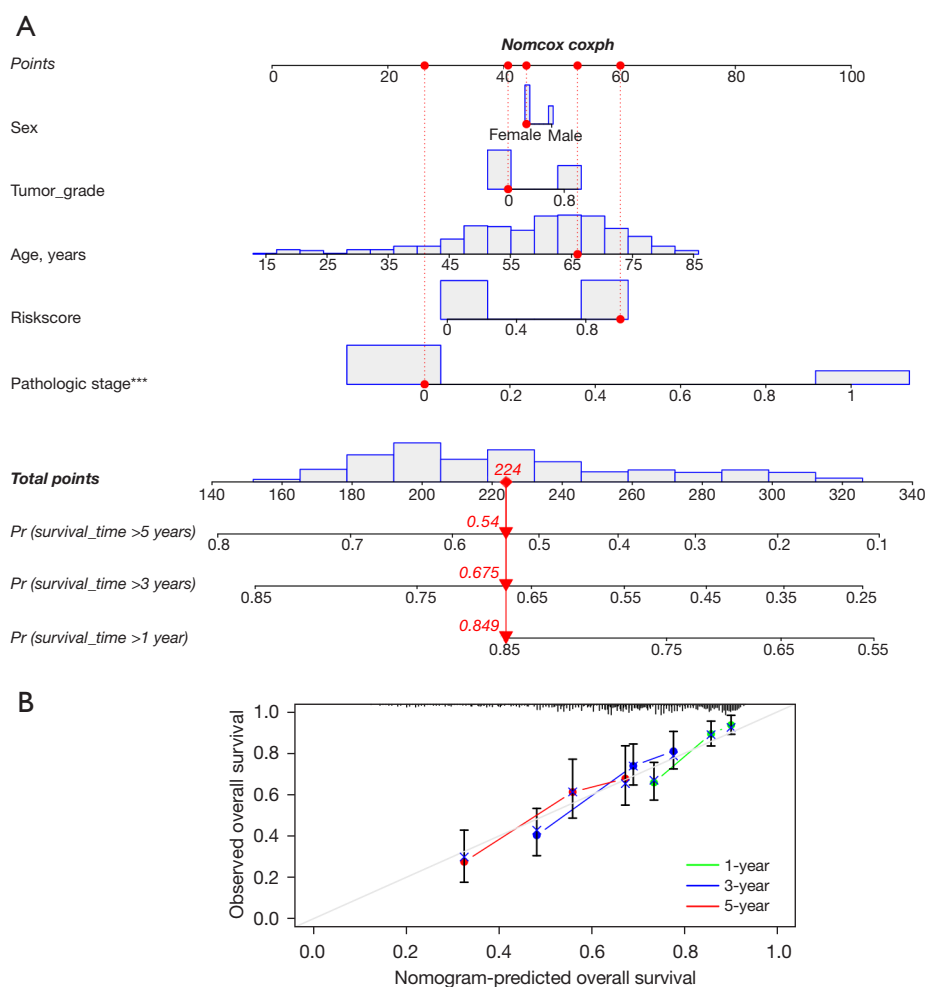 A
Nomcox coxph
Points
0 20 40 60 80 100
Sex
Female Male
Tumor_grade
0 0.8
Age, years
15 25 35 45 55 65 75 85
Riskscore
0 0.4 0.8
Pathologic stage***
0 0.2 0.4 0.6 0.8 1
Total points
224
140 160 180 200 220 240 260 280 300 320 340
0.54
Pr (survival_time >5 years)
0.8 0.7 0.6 0.5 0.4 0.3 0.2 0.1
0.675
Pr (survival_time >3 years)
0.85 0.75 0.65 0.55 0.45 0.35 0.25
0.849
Pr (survival_time >1 year)
0.85 0.75 0.65 0.55
B
Observed overall survival
1.0
0.8
0.6
0.4
0.2
0.0
1-year
3-year
5-year
0.0 0.2 0.4 0.6 0.8 1.0
Nomogram-predicted overall survival